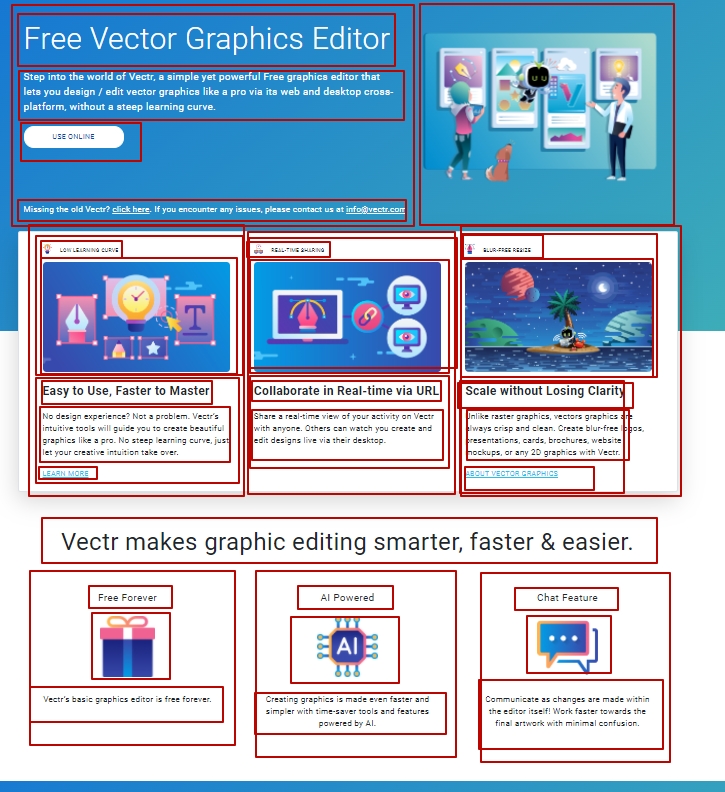 Free Vector Graphics Editor
Step into the world of Vectr, a simple yet powerful Free graphics editor that
lets you design / edit vector graphics like a pro via its web and desktop cross-
platform, without a steep learning curve.
USE ONLINE
Missing the old Vectr? click here. If you encounter any issues, please contact us at info@vectr.com
LOW LEARNING CURVE
T
Easy to Use, Faster to Master
No design experience? Not a problem. Vectr's
intuitive tools will guide you to create beautiful
graphics like a pro. No steep learning curve, just
let your creative intuition take over.
LEARN MORE
REAL-TIME SHARING
Collaborate in Real-time via URL
Share a real-time view of your activity on Vectr
with anyone. Others can watch you create and
edit designs live via their desktop.
BLUR-FREE RESIZE
Scale without Losing Clarity
Unlike raster graphics, vectors graphics are
always crisp and clean. Create blur-free logos,
presentations, cards, brochures, website
mockups, or any 2D graphics with Vectr.
ABOUT VECTOR GRAPHICS
Vectr makes graphic editing smarter, faster & easier.
Free Forever
Vectr's basic graphics editor is free forever.
AI Powered
AI
Creating graphics is made even faster and
simpler with time-saver tools and features
powered by AI.
Chat Feature
Communicate as changes are made within
the editor itself! Work faster towards the
final artwork with minimal confusion.